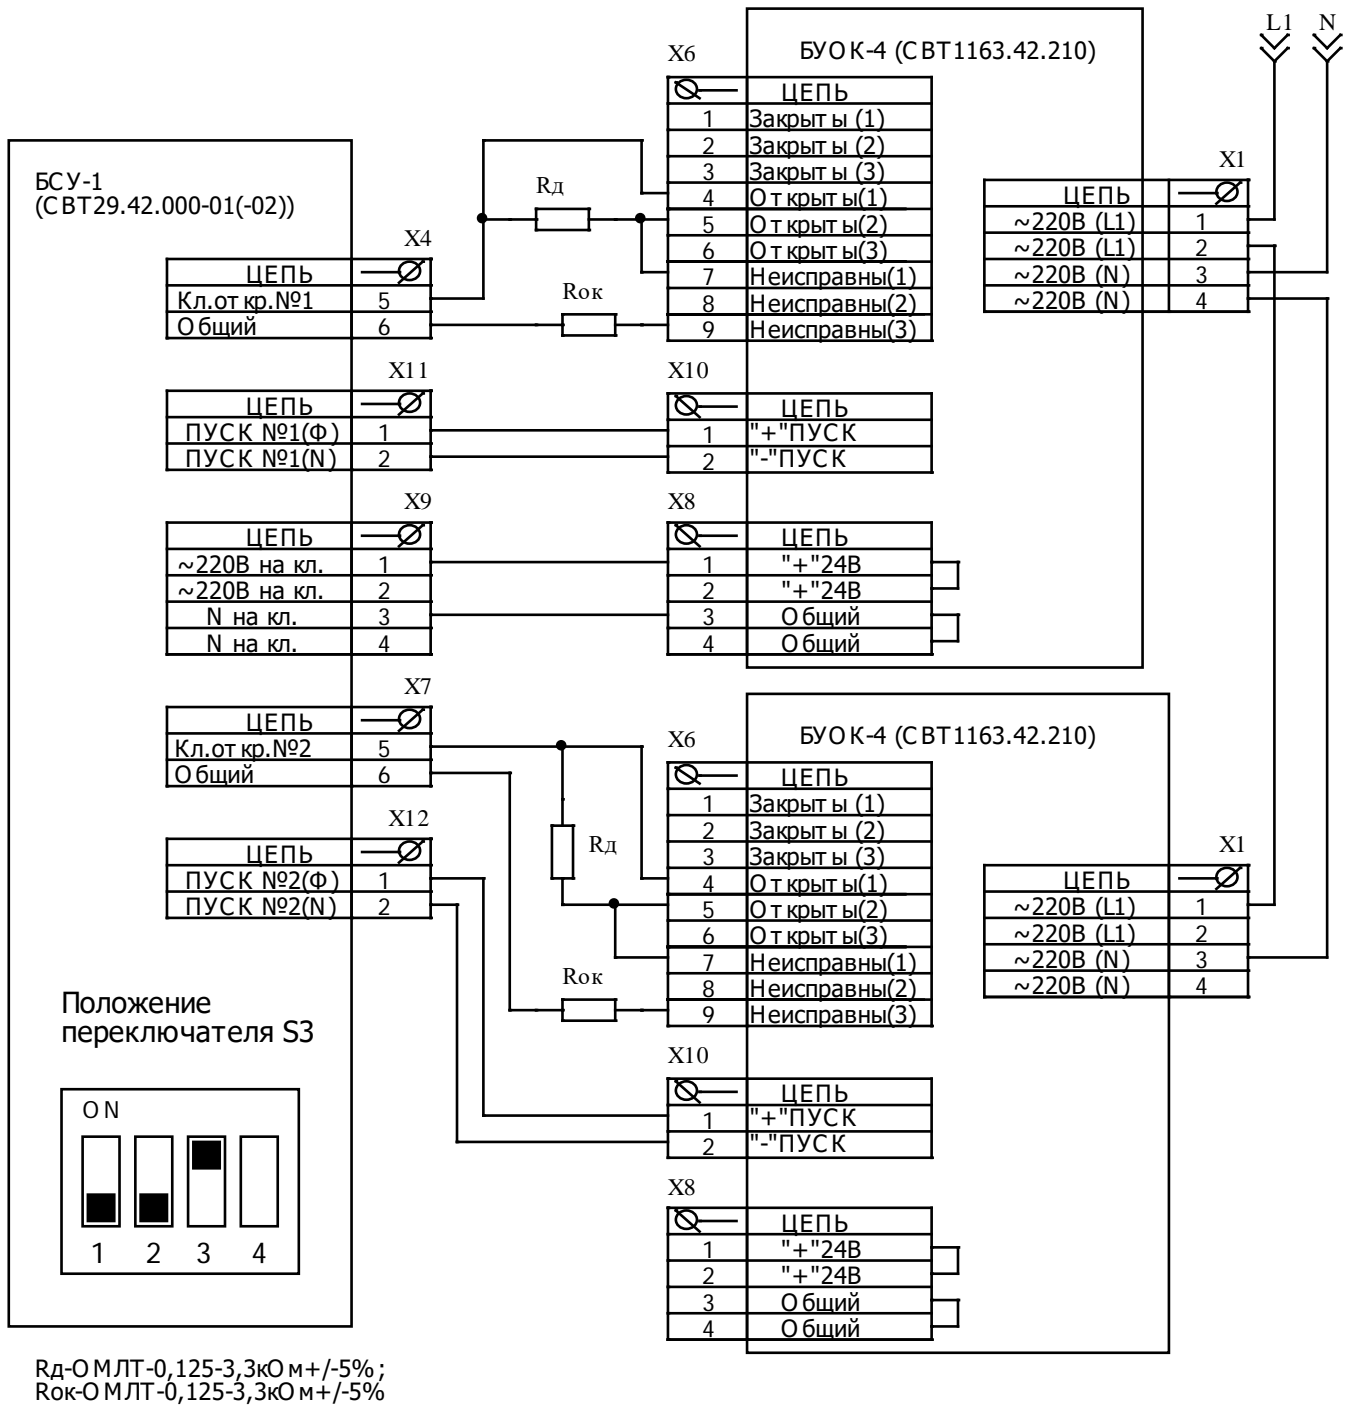 L1 N
БУОК-4 (СВТ1163.42.210)
X6
ЦЕПЬ
1 Закрыты (1)
2 Закрыты (2)
3 Закрыты (3)
4 Открыты(1)
5 Открыты(2)
6 Открыты(3)
7 Неисправны(1)
8 Неисправны(2)
9 Неисправны(3)
X1
ЦЕПЬ
~220В (L1) 1
~220В (L1) 2
~220В (N) 3
~220В (N) 4
БСУ-1
(СВТ29.42.000-01(-02))
Rд
Rок
X4
ЦЕПЬ
Кл.откр.№1 5
Общий 6
X11
ЦЕПЬ
ПУСК №1(Ф) 1
ПУСК №1(N) 2
X10
ЦЕПЬ
1 "+"ПУСК
2 "-"ПУСК
X9
ЦЕПЬ
~220В на кл. 1
~220В на кл. 2
N на кл. 3
N на кл. 4
X8
ЦЕПЬ
1 "+"24В
2 "+"24В
3 Общий
4 Общий
X7
ЦЕПЬ
Кл.откр.№2 5
Общий 6
X12
ЦЕПЬ
ПУСК №2(Ф) 1
ПУСК №2(N) 2
Rд
Rок
БУОК-4 (СВТ1163.42.210)
X6
ЦЕПЬ
1 Закрыты (1)
2 Закрыты (2)
3 Закрыты (3)
4 Открыты(1)
5 Открыты(2)
6 Открыты(3)
7 Неисправны(1)
8 Неисправны(2)
9 Неисправны(3)
X1
ЦЕПЬ
~220В (L1) 1
~220В (L1) 2
~220В (N) 3
~220В (N) 4
X10
ЦЕПЬ
1 "+"ПУСК
2 "-"ПУСК
X8
ЦЕПЬ
1 "+"24В
2 "+"24В
3 Общий
4 Общий
Положение
переключателя S3
ON
1 2 3 4
Rд-ОМЛТ-0,125-3,3кОм+/-5%;
Rок-ОМЛТ-0,125-3,3кОм+/-5%